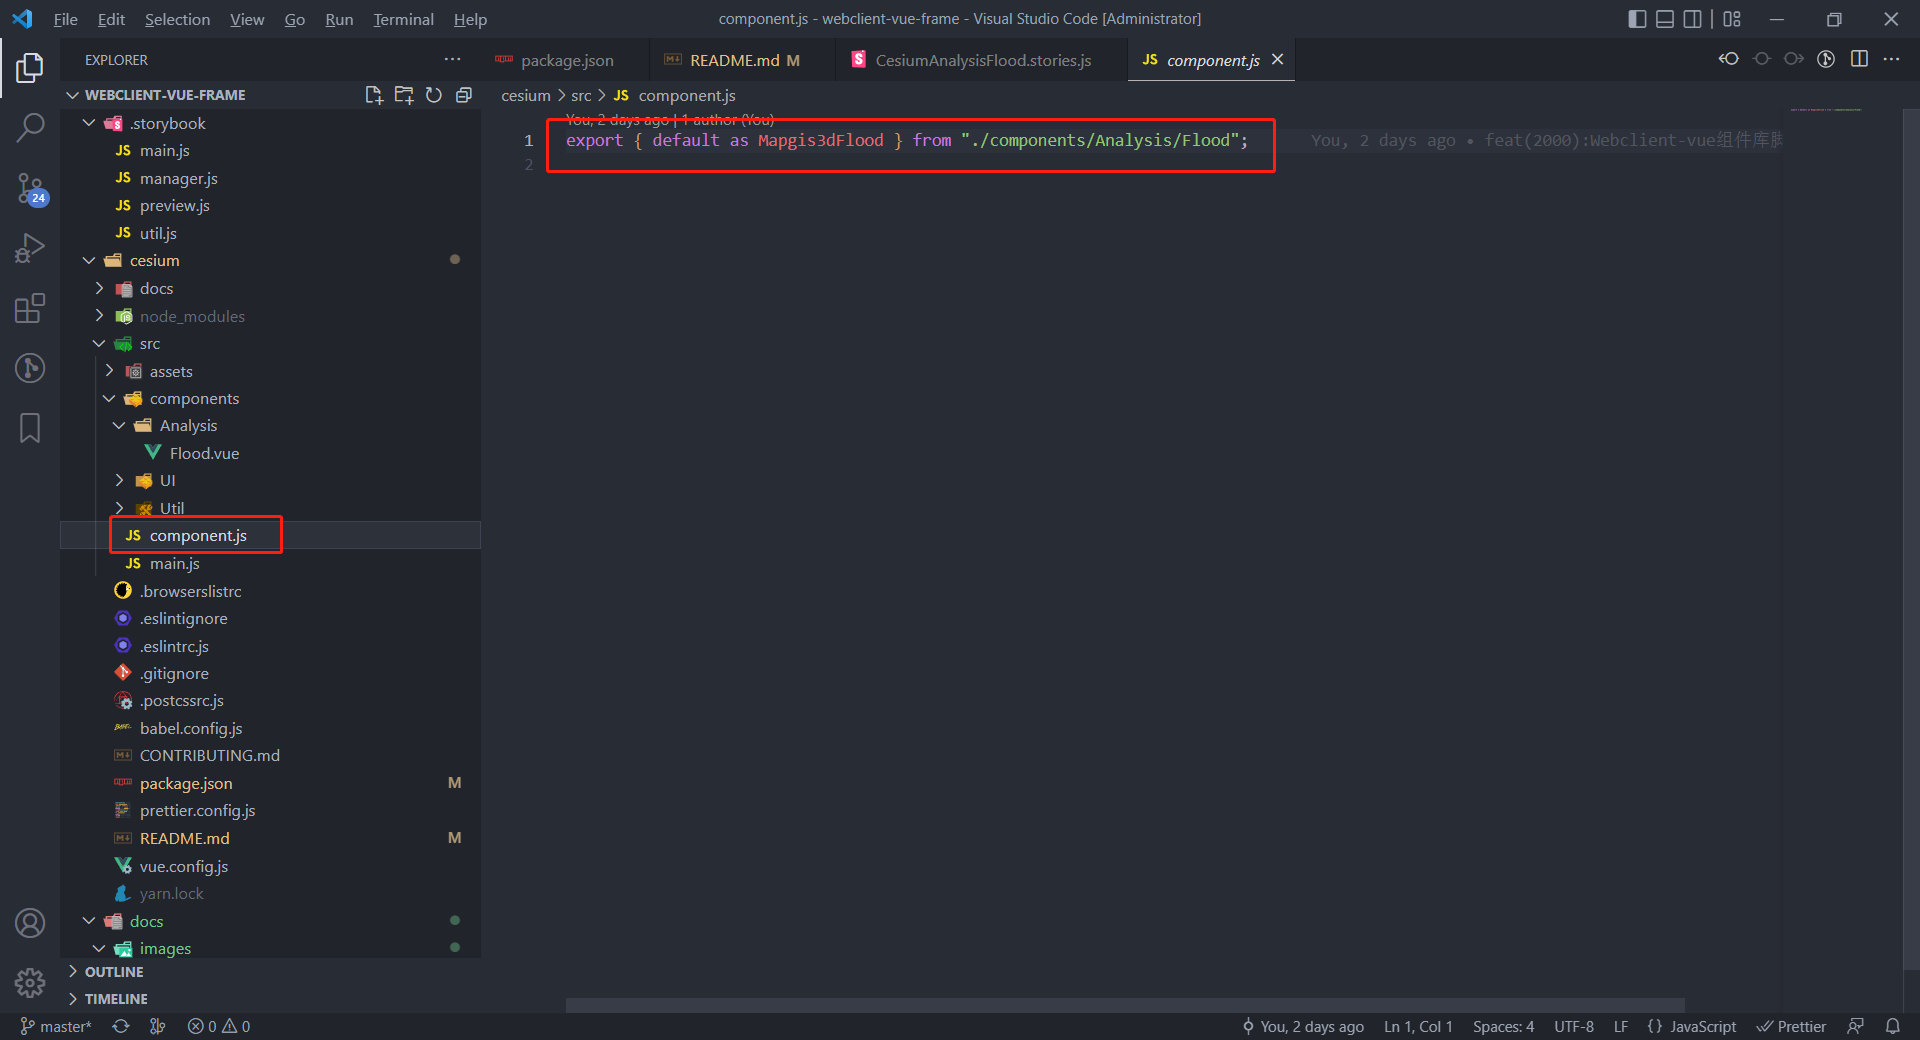 File Edit Selection View Go Run Terminal Help
component.js - webclient-vue-frame - Visual Studio Code [Administrator]
EXPLORER
package.json
README.md M
CesiumAnalysisFlood.stories.js
JS component.js
WEBCLIENT-VUE-FRAME
cesium > src > JS component.js
.storybook
JS main.js
JS manager.js
JS preview.js
JS util.js
cesium
docs
node_modules
src
assets
components
Analysis
Flood.vue
UI
Util
JS component.js
JS main.js
.browserslistrc
.eslintignore
.eslintrc.js
.gitignore
.postcssrc.js
babel.config.js
CONTRIBUTING.md
package.json M
prettier.config.js
README.md M
vue.config.js
yarn.lock
docs
images
OUTLINE
TIMELINE
24
You, 2 days ago | 1 author (You)
1 export { default as Mapgis3dFlood } from "./components/Analysis/Flood"; You, 2 days ago • feat(2000):Webclient-vue组件库脚
2
master* 0 0
You, 2 days ago Ln 1, Col 1 Spaces: 4 UTF-8 LF {} JavaScript Prettier